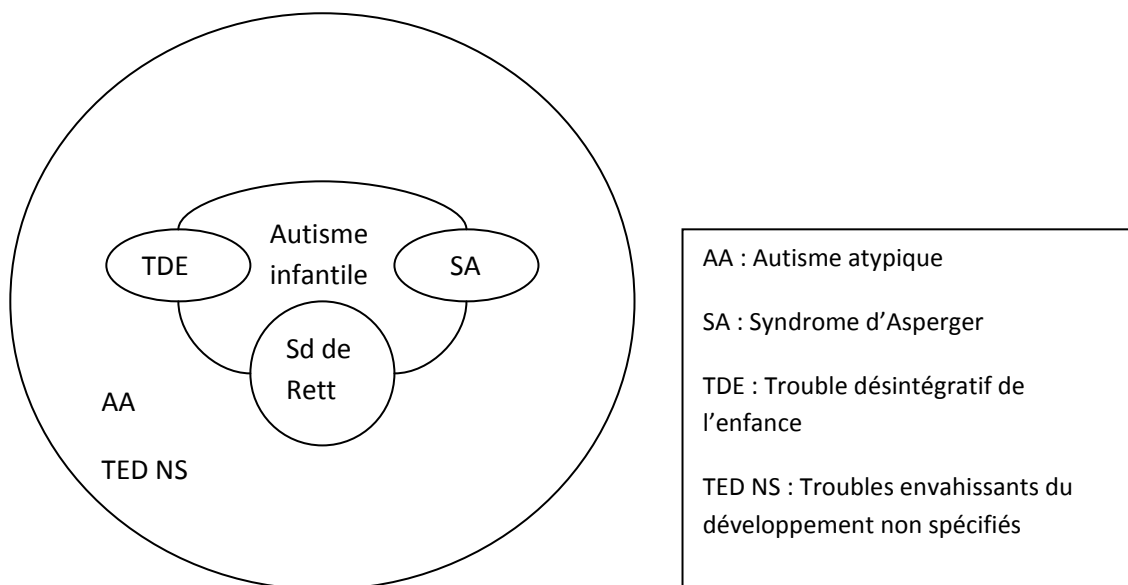 Autisme
infantile
TDE
SA
Sd de
Rett
AA
TED NS
AA : Autisme atypique
SA : Syndrome d’Asperger
TDE : Trouble désintégratif de
l’enfance
TED NS : Troubles envahissants du
développement non spécifiés